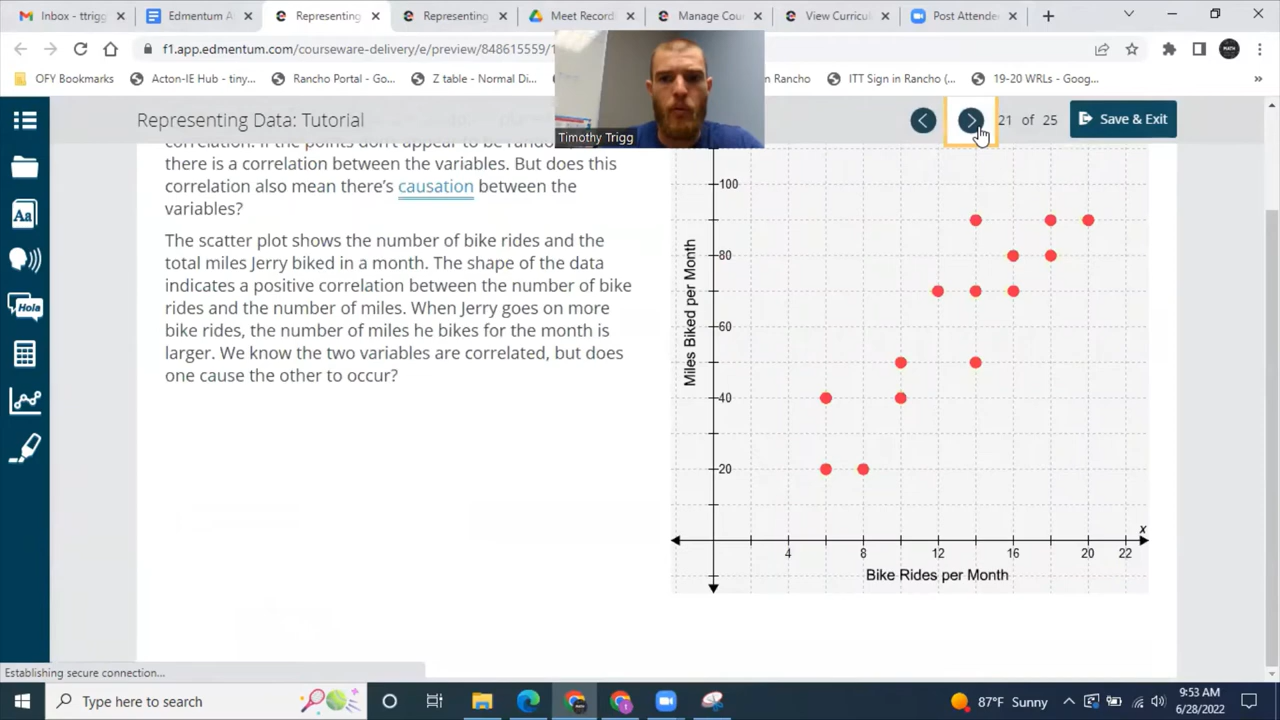 Inbox - ttrigg
Edmentum A
Representing
Representing
Meet Record
Manage Cou
View Curricu
Post Attende
f1.app.edmentum.com/courseware-delivery/e/preview/848615559/1
OFY Bookmarks
Acton-IE Hub - tiny...
Rancho Portal - Go...
Z table - Normal Di...
n Rancho
ITT Sign in Rancho (...
19-20 WRLs - Goog...
»
Timothy Trigg
Representing Data: Tutorial
21 of 25
Save & Exit
there is a correlation between the variables. But does this
correlation also mean there's causation between the
variables?
The scatter plot shows the number of bike rides and the
total miles Jerry biked in a month. The shape of the data
indicates a positive correlation between the number of bike
rides and the number of miles. When Jerry goes on more
bike rides, the number of miles he bikes for the month is
larger. We know the two variables are correlated, but does
one cause the other to occur?
Aa
Hola
Miles Biked per Month
100
80
60
40
20
x
4 8 12 16 20 22
Bike Rides per Month
Establishing secure connection...
Type here to search
87°F Sunny
9:53 AM
6/28/2022